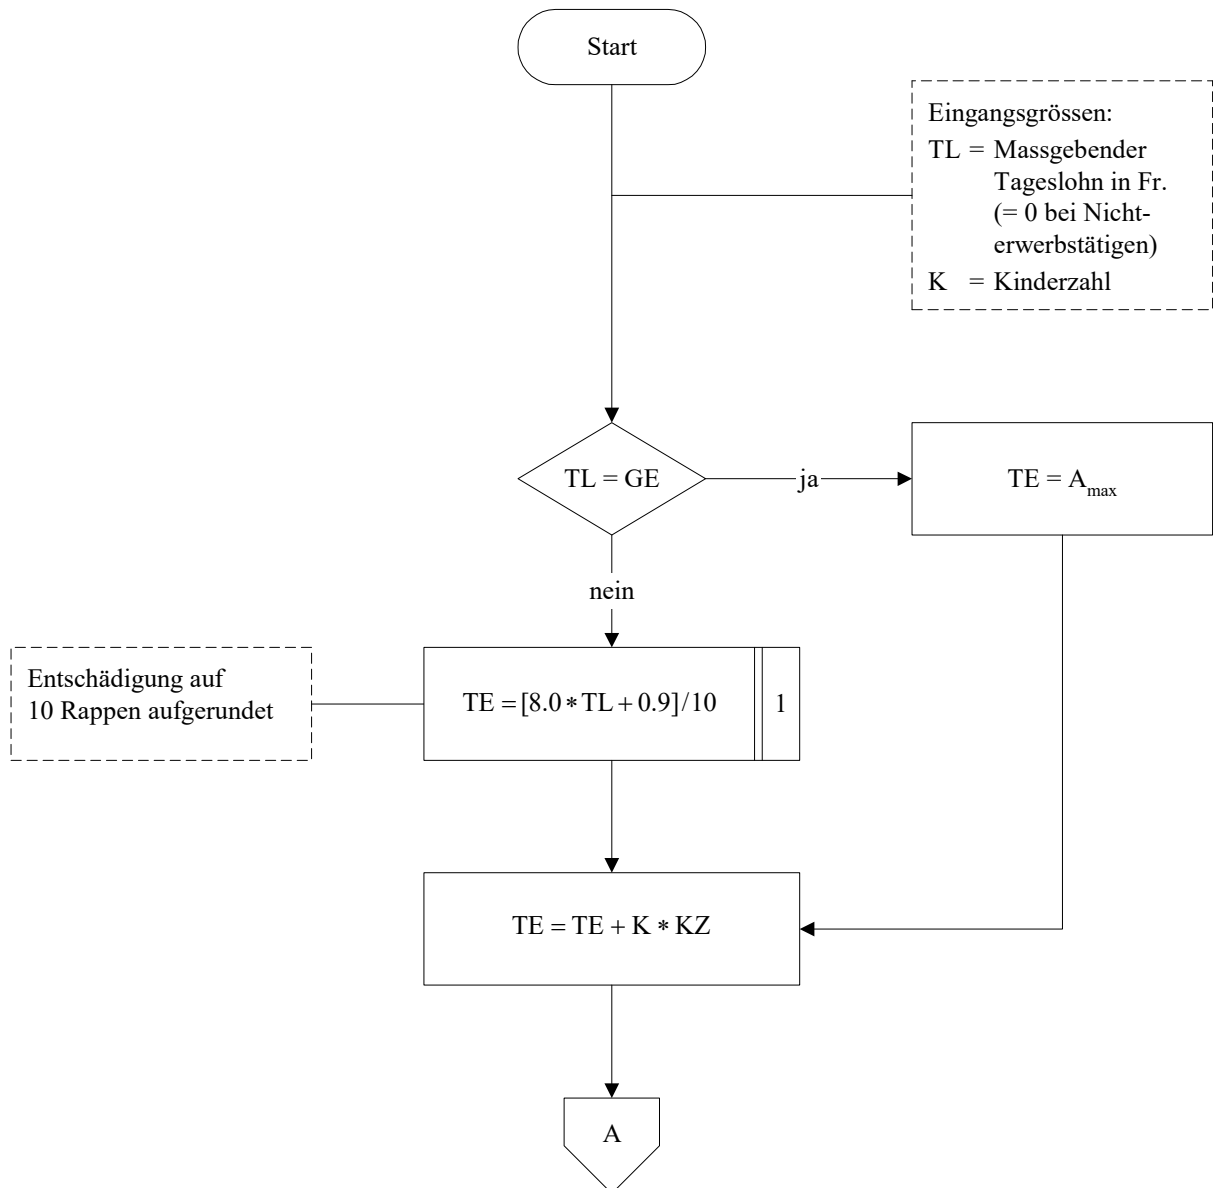 Start
Eingangsgrössen:
TL = Massgebender
Tageslohn in Fr.
(= 0 bei Nicht-
erwerbstätigen)
K = Kinderzahl
TL = GE
ja
TE = Amax
nein
Entschädigung auf
10 Rappen aufgerundet
TE = [8.0 * TL + 0.9]/10
1
TE = TE + K * KZ
A